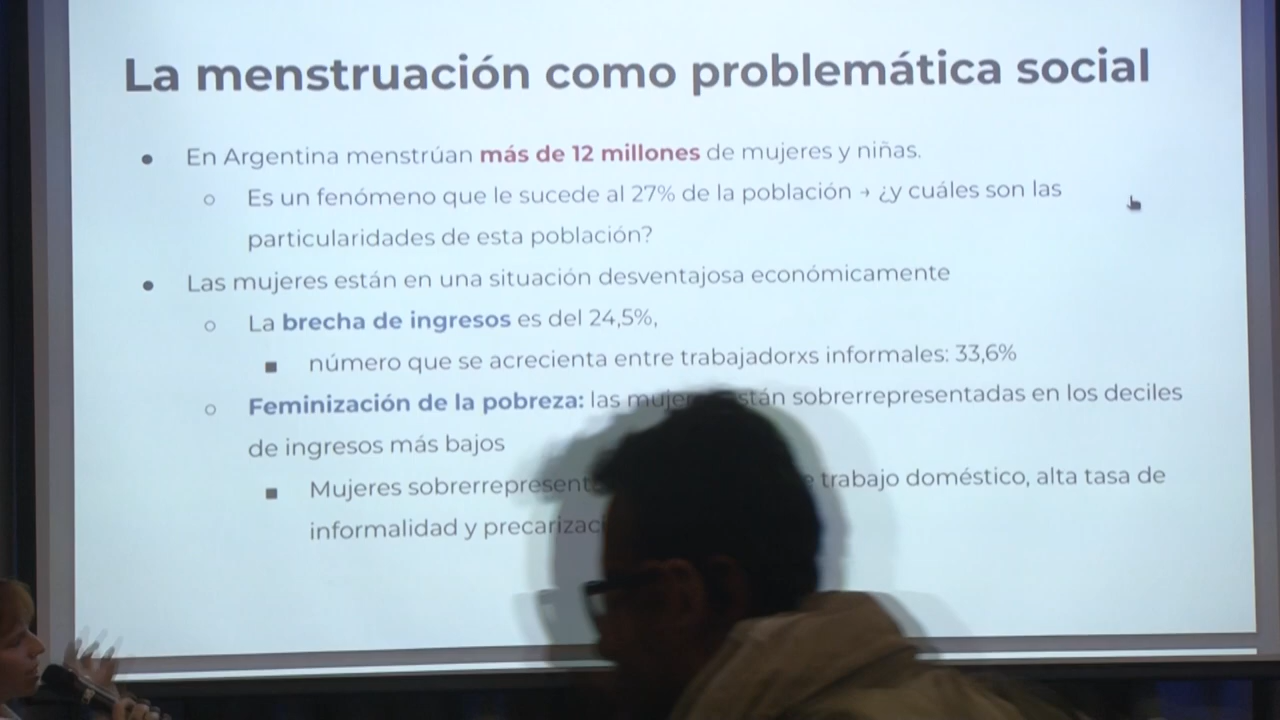 La menstruación como problemática social
● En Argentina menstrúan más de 12 millones de mujeres y niñas.
○ Es un fenómeno que le sucede al 27% de la población → ¿y cuáles son las
particularidades de esta población?
● Las mujeres están en una situación desventajosa económicamente
○ La brecha de ingresos es del 24,5%,
■ número que se acrecienta entre trabajadorxs informales: 33,6%
○ Feminización de la pobreza: las sobrerrepresentadas en los deciles
de ingresos más bajos
■ Mujeres trabajo doméstico, alta tasa de
informalidad y